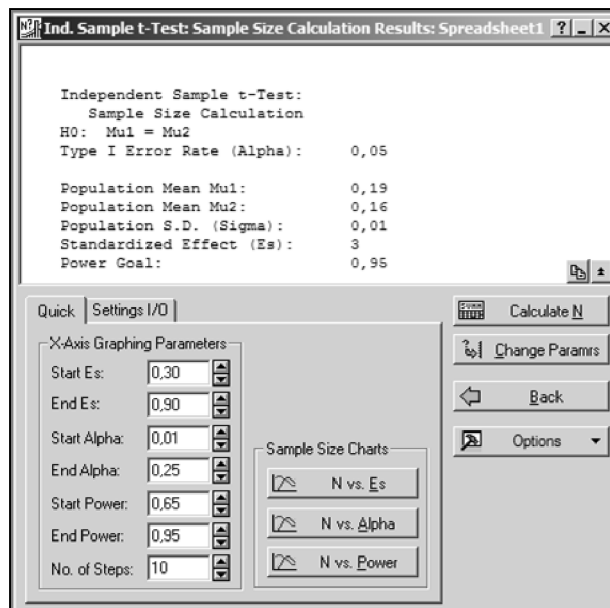 Ind. Sample t-Test: Sample Size Calculation Results: Spreadsheet1
Independent Sample t-Test:
Sample Size Calculation
H0: Mu1 = Mu2
Type I Error Rate (Alpha): 0,05
Population Mean Mu1: 0,19
Population Mean Mu2: 0,16
Population S.D. (Sigma): 0,01
Standardized Effect (Es): 3
Power Goal: 0,95
Quick
Settings I/O
X-Axis Graphing Parameters
Start Es: 0,30
End Es: 0,90
Start Alpha: 0,01
End Alpha: 0,25
Start Power: 0,65
End Power: 0,95
No. of Steps: 10
Sample Size Charts
N vs. Es
N vs. Alpha
N vs. Power
Calculate N
Change Paramrs
Back
Options